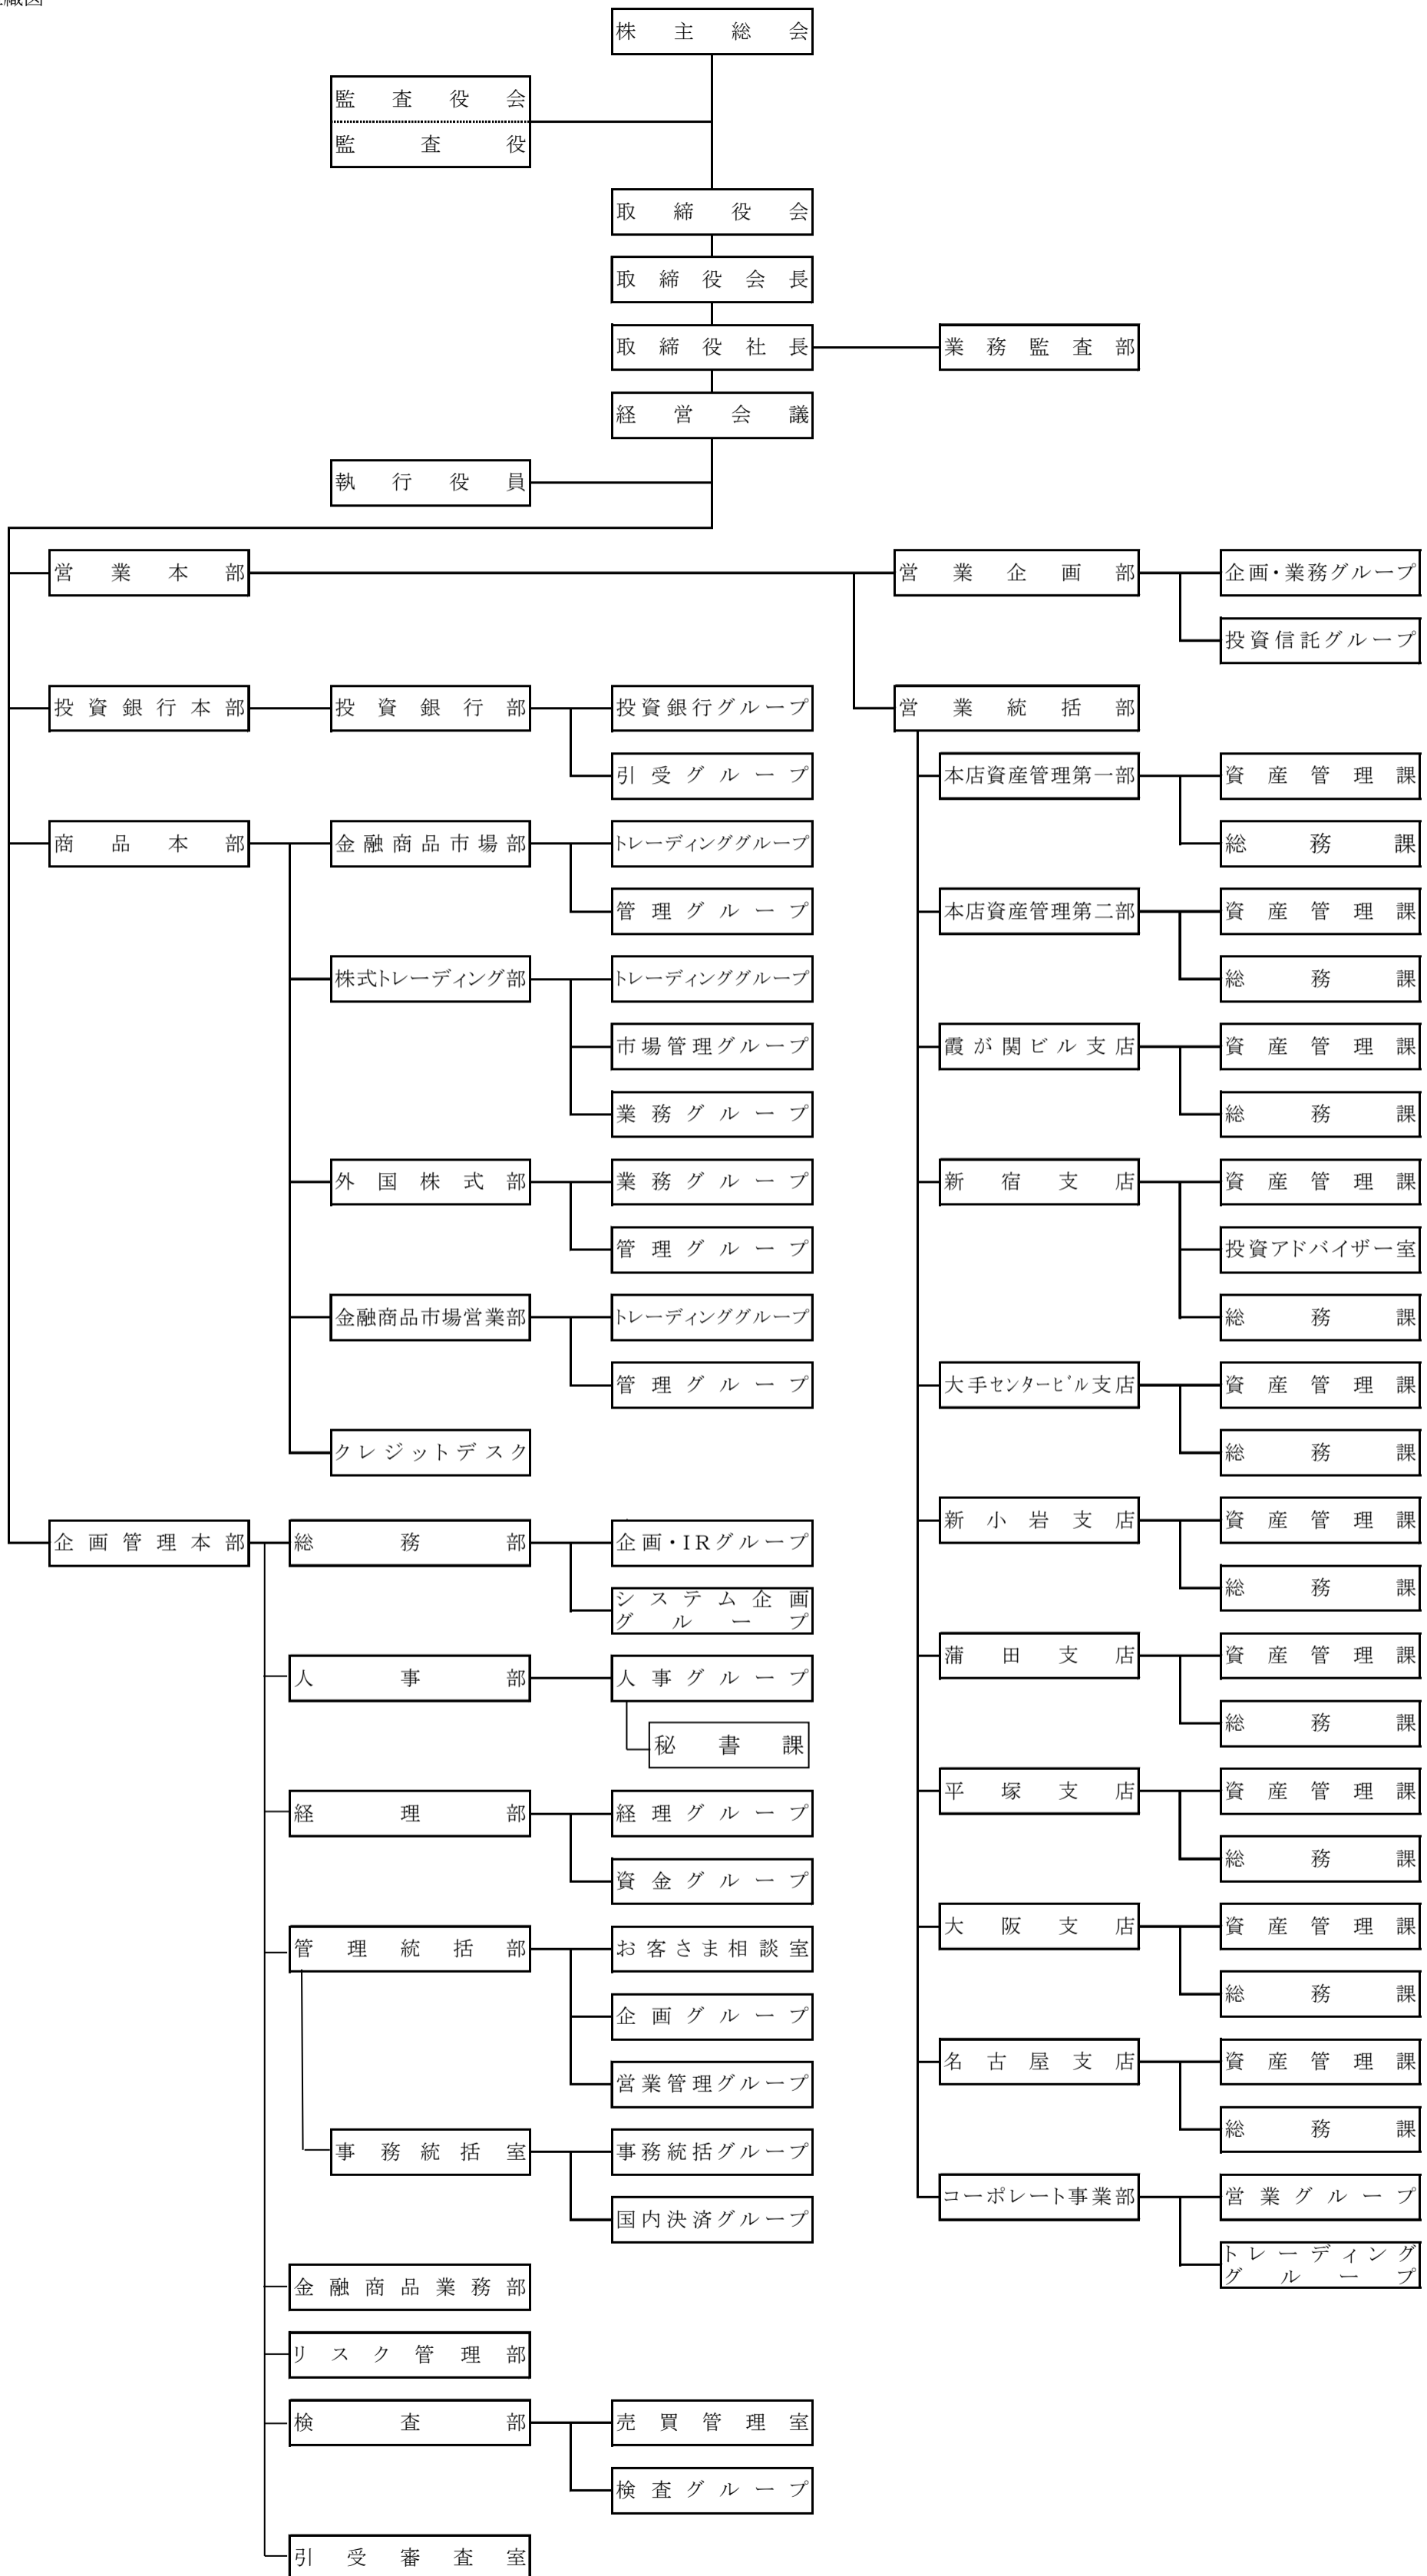 織図
株主総会
監査役会
監査役
取締役会
取締役会長
取締役社長
業務監査部
経営会議
執行役員
営業本部
営業企画部
企画・業務グループ
投資信託グループ
投資銀行本部
投資銀行部
投資銀行グループ
引受グループ
営業統括部
本店資産管理第一部
資産管理課
総務課
商品本部
金融商品市場部
トレーディンググループ
管理グループ
本店資産管理第二部
資産管理課
総務課
株式トレーディング部
トレーディンググループ
市場管理グループ
業務グループ
霞が関ビル支店
資産管理課
総務課
外国株式部
業務グループ
管理グループ
新宿支店
資産管理課
投資アドバイザー室
総務課
金融商品市場営業部
トレーディンググループ
管理グループ
大手センタービル支店
資産管理課
総務課
クレジットデスク
企画管理本部
総務部
企画・IRグループ
システム企画
グループ
新小岩支店
資産管理課
総務課
人事部
人事グループ
秘書課
蒲田支店
資産管理課
総務課
経理部
経理グループ
資金グループ
平塚支店
資産管理課
総務課
管理統括部
お客さま相談室
企画グループ
営業管理グループ
大阪支店
資産管理課
総務課
事務統括室
事務統括グループ
国内決済グループ
名古屋支店
資産管理課
総務課
コーポレート事業部
営業グループ
トレーディング
グループ
金融商品業務部
リスク管理部
検査部
売買管理室
検査グループ
引受審査室